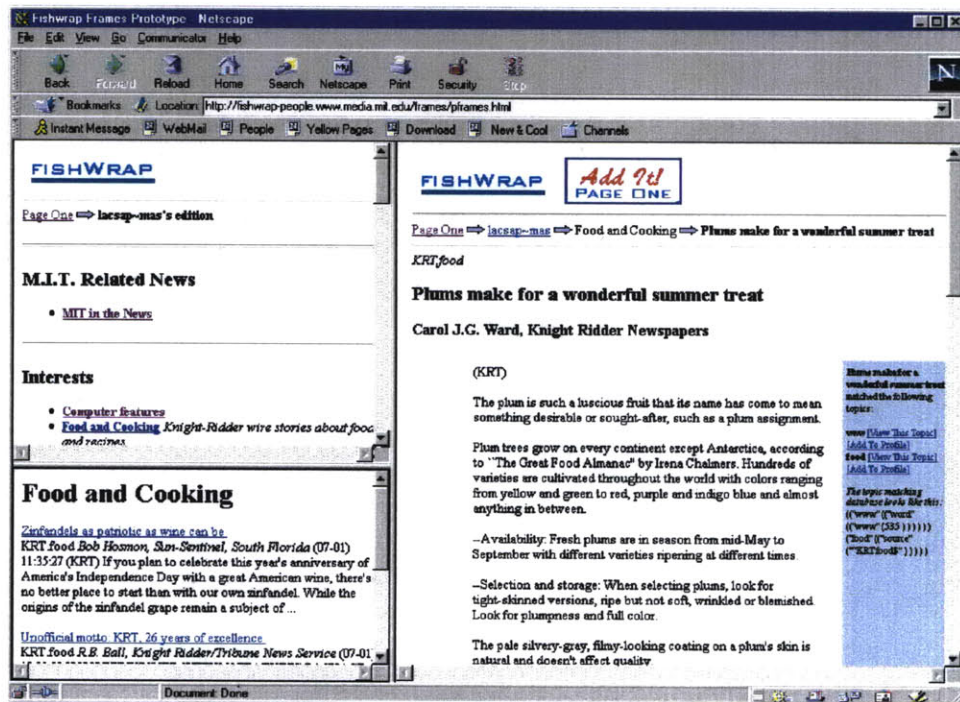 Fishwrap Frames Prototype - Netscape
File Edit View Go Communicator Help
Back Forward Reload Home Search Netscape Print Security Stop
Bookmarks Location: http://fishwrap-people.www.media.mit.edu/frames/pframes.html
Instant Message WebMail People Yellow Pages Download New & Cool Channels
FISHWRAP
Page One lacsap~mas's edition
M.I.T. Related News
• MIT in the News
Interests
• Computer features
• Food and Cooking Knight-Ridder wire stories about food
and recipes
Food and Cooking
Zinfandels as patriotic as wine can be
KRT food Bob Hosmon, Sun-Sentinel, South Florida (07-01)
11:35:27 (KRT) If you plan to celebrate this year's anniversary of
America's Independence Day with a great American wine, there's
no better place to start than with our own zinfandel. While the
origins of the zinfandel grape remain a subject of ...
Unofficial motto: KRT, 26 years of excellence
KRT food R.B. Ball, Knight Ridder/Tribune News Service (07-01
FISHWRAP
Add It!
PAGE ONE
Page One lacsap~mas Food and Cooking Plums make for a wonderful summer treat
KRT,food
Plums make for a wonderful summer treat
Carol J.G. Ward, Knight Ridder Newspapers
(KRT)
The plum is such a luscious fruit that its name has come to mean
something desirable or sought-after, such as a plum assignment.
Plum trees grow on every continent except Antarctica, according
to ``The Great Food Almanac'' by Irena Chalmers. Hundreds of
varieties are cultivated throughout the world with colors ranging
from yellow and green to red, purple and indigo blue and almost
anything in between.
--Availability: Fresh plums are in season from mid-May to
September with different varieties ripening at different times.
--Selection and storage: When selecting plums, look for
tight-skinned versions, ripe but not soft, wrinkled or blemished.
Look for plumpness and full color.
The pale silvery-gray, filmy-looking coating on a plum's skin is
natural and doesn't affect quality.
Plums make for a
wonderful summer treat
matched the following
topics:
www [View This Topic]
[Add To Profile]
food [View This Topic]
[Add To Profile]
The topic matching
database looks like this:
(("www" (("word"
(("www" (535 ) ) ) ) ) )
("food" (("source"
("^KRTfood$" ) ) ) ) )
Document: Done